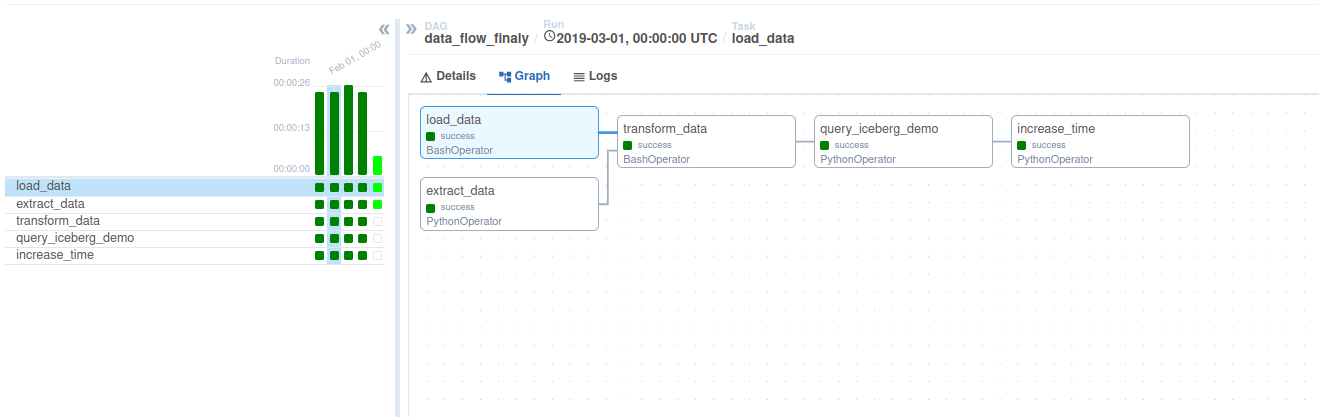 « » DAG Run Task
data_flow_finaly / 2019-03-01, 00:00:00 UTC / load_data
Duration
Feb 01, 00:00
00:00:26
00:00:13
00:00:00
load_data
extract_data
transform_data
query_iceberg_demo
increase_time
Details Graph Logs
load_data
success
BashOperator
extract_data
success
PythonOperator
transform_data
success
BashOperator
query_iceberg_demo
success
PythonOperator
increase_time
success
PythonOperator